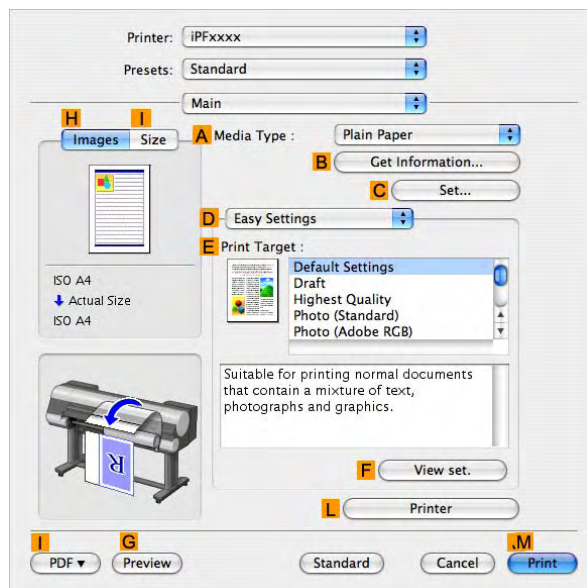 Printer: iPFxxxx
Presets: Standard
Main
H I
Images Size
A Media Type : Plain Paper
B Get Information...
C Set...
D Easy Settings
E Print Target :
Default Settings
Draft
Highest Quality
Photo (Standard)
Photo (Adobe RGB)
ISO A4
Actual Size
ISO A4
Suitable for printing normal documents
that contain a mixture of text,
photographs and graphics.
R
F View set.
L Printer
I G .M
PDF▼ Preview Standard Cancel Print